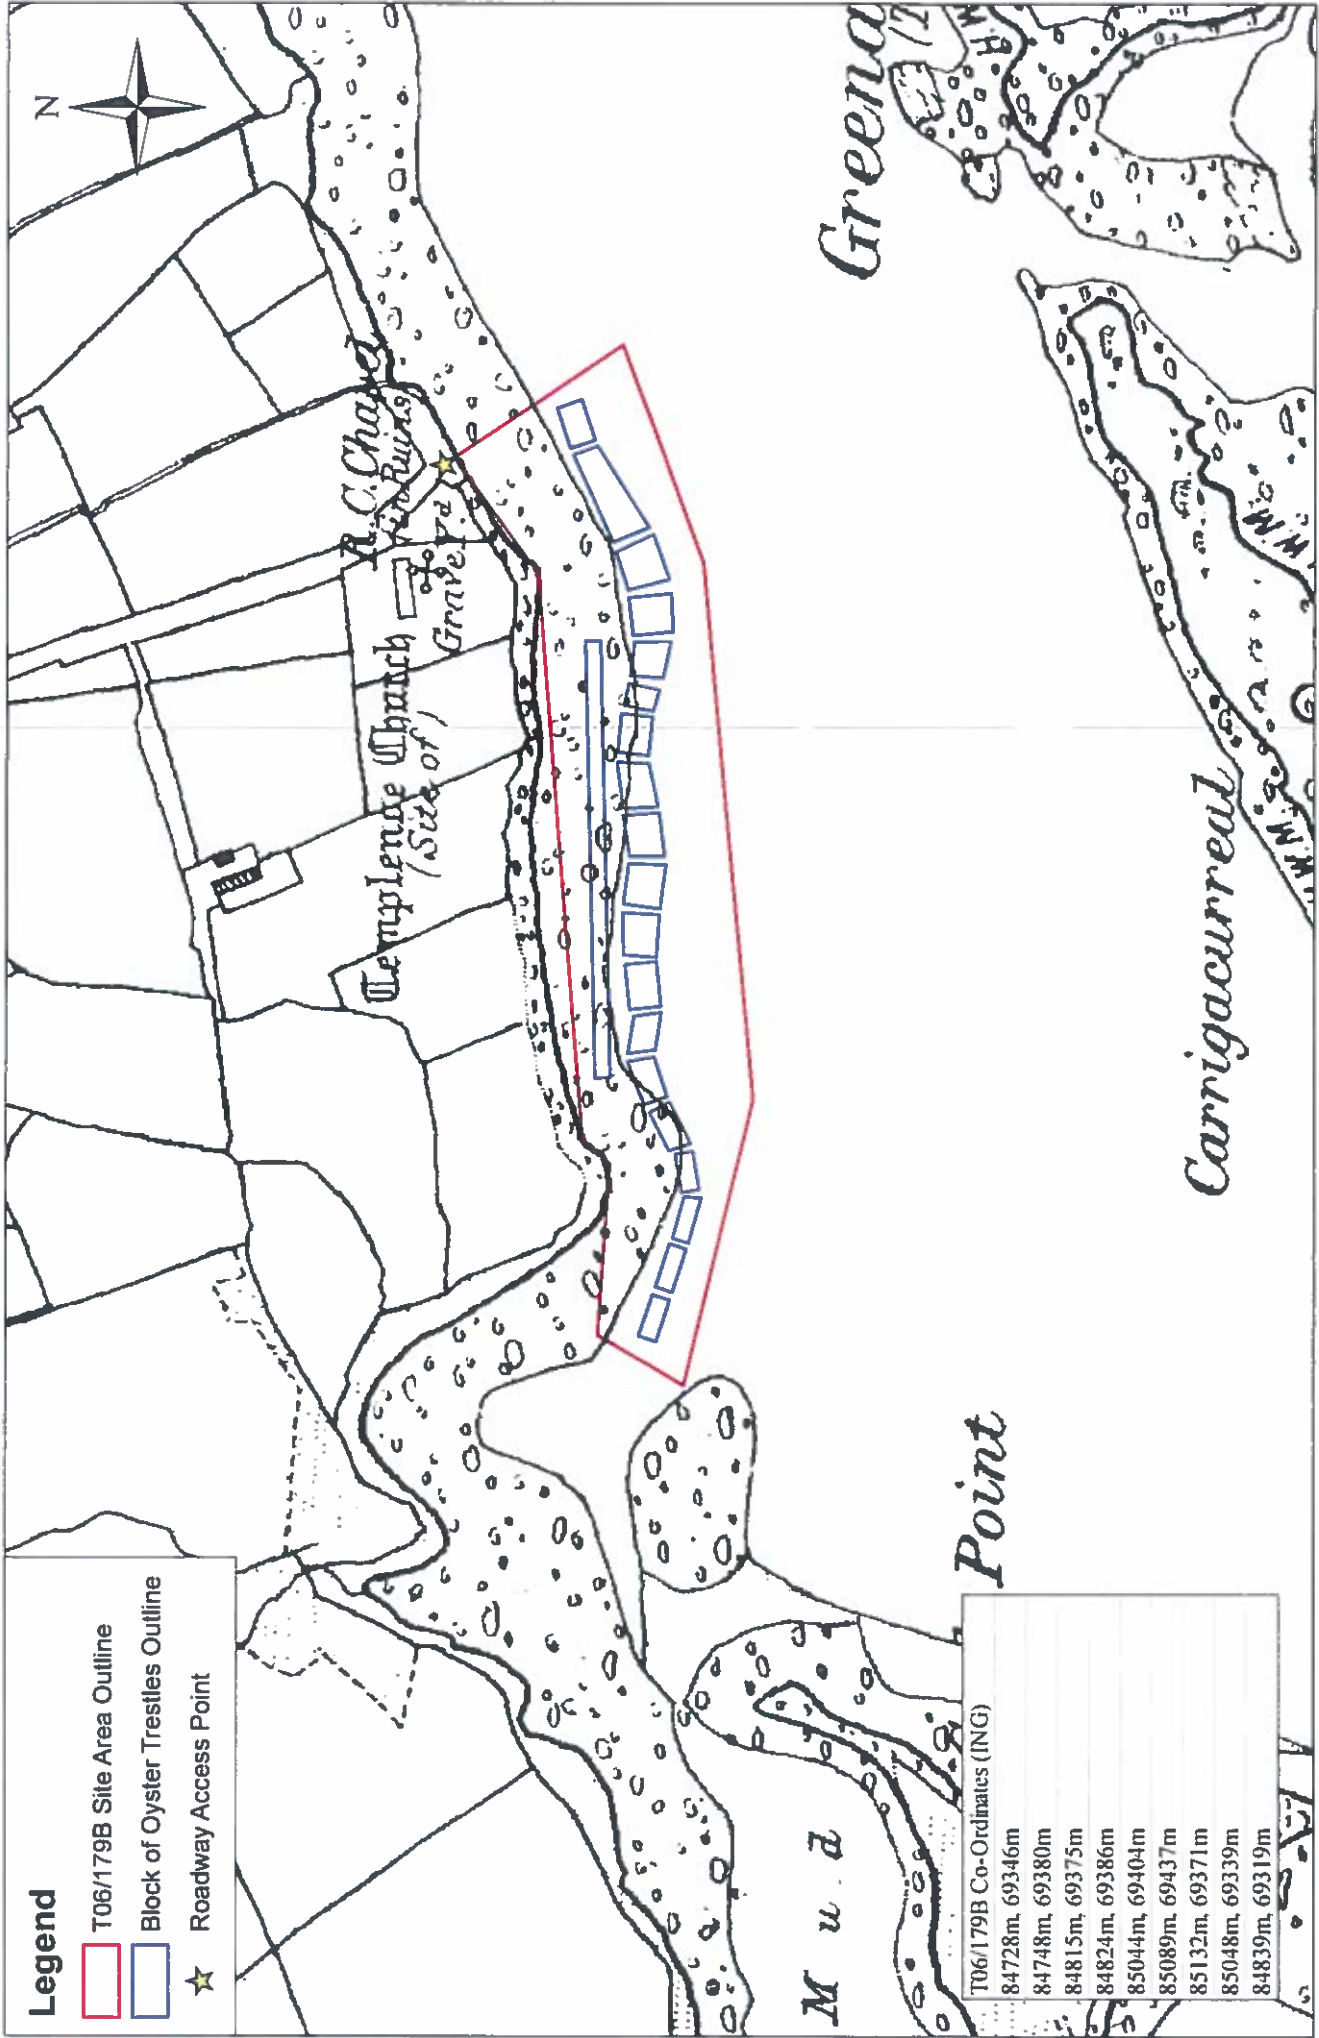 Legend
T06/179B Site Area Outline
Block of Oyster Trestles Outline
Roadway Access Point
N
R.C. Chapel
(in Ruins)
Templenoe Church
(Site of)
Grave Yd
Greena
Carrigacurreal
Point
Mud
W.M.
W.M.
T06/179B Co-Ordinates (ING)
84728m, 69346m
84748m, 69380m
84815m, 69375m
84824m, 69386m
85044m, 69404m
85089m, 69437m
85132m, 69371m
85048m, 69339m
84839m, 69319m